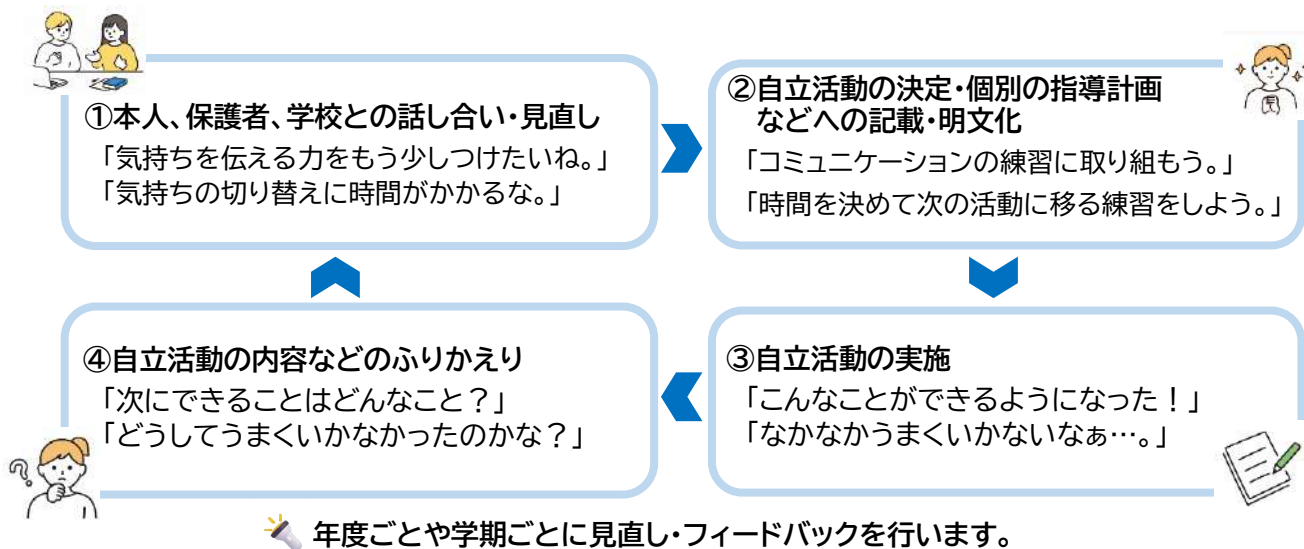 ①本人、保護者、学校との話し合い・見直し
「気持ちを伝える力をもう少しつけたいね。」
「気持ちの切り替えに時間がかかるな。」
②自立活動の決定・個別の指導計画
などへの記載・明文化
「コミュニケーションの練習に取り組もう。」
「時間を決めて次の活動に移る練習をしよう。」
③自立活動の実施
「こんなことができるようになった！」
「なかなかうまくいかないなぁ…。」
④自立活動の内容などのふりかえり
「次にできることはどんなこと？」
「どうしてうまくいかなかったのかな？」
年度ごとや学期ごとに見直し・フィードバックを行います。